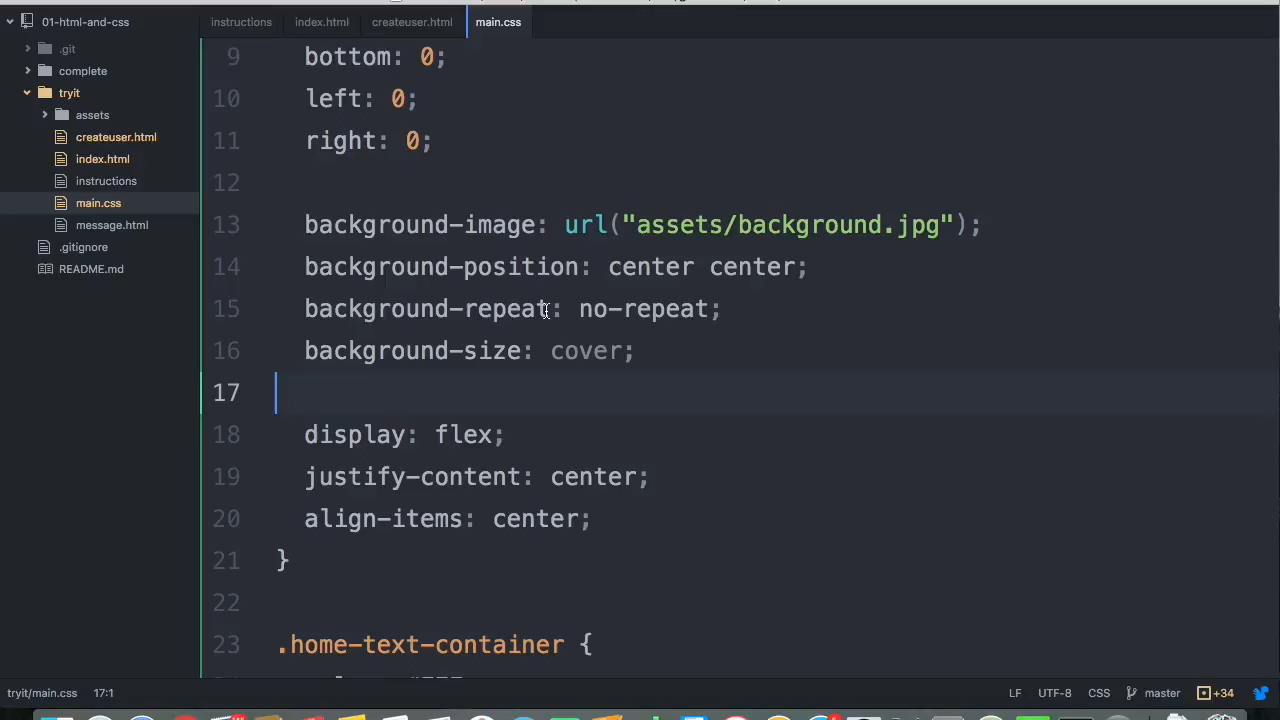 01-html-and-css
.git
complete
tryit
assets
createuser.html
index.html
instructions
main.css
message.html
.gitignore
README.md
instructions
index.html
createuser.html
main.css
9 bottom: 0;
10 left: 0;
11 right: 0;
12
13 background-image: url("assets/background.jpg");
14 background-position: center center;
15 background-repeat: no-repeat;
16 background-size: cover;
17
18 display: flex;
19 justify-content: center;
20 align-items: center;
21 }
22
23 .home-text-container {
tryit/main.css 17:1 LF UTF-8 CSS master +34